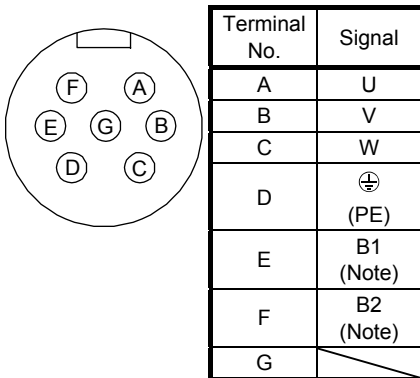 F A
E G B
D C
Terminal No. Signal
A U
B V
C W
D ⏚ (PE)
E B1 (Note)
F B2 (Note)
G